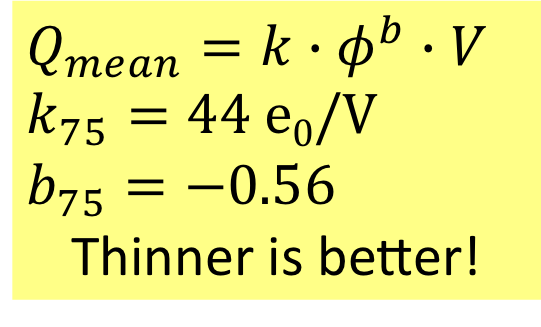 Q_mean = k · ϕ^b · V
k_75 = 44 e_0/V
b_75 = −0.56
Thinner is better!